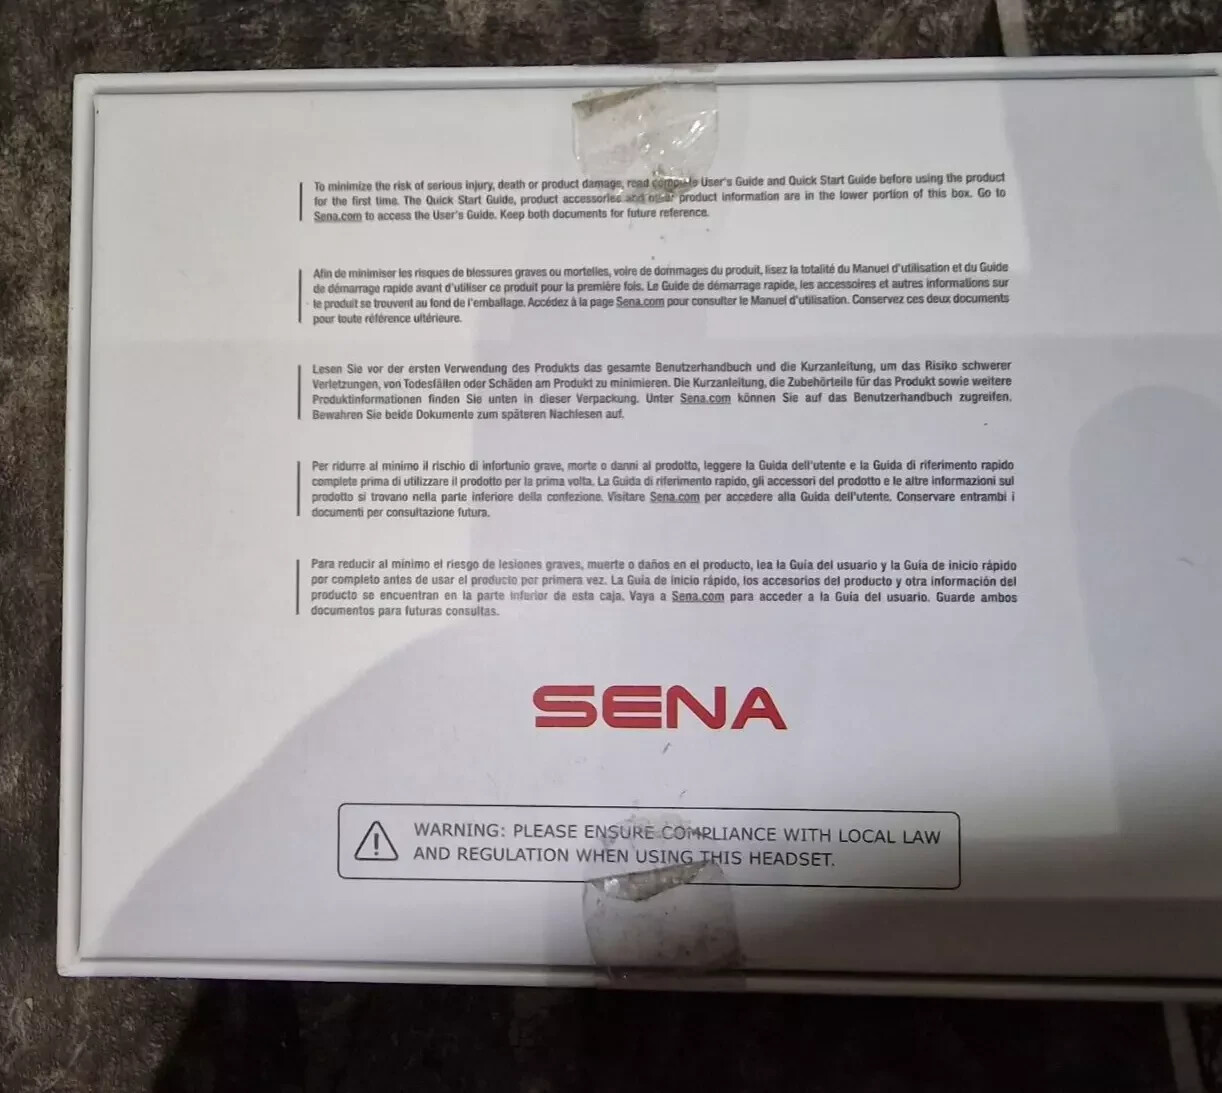 To minimize the risk of serious injury, death or product damage, read complete User's Guide and Quick Start Guide before using the product
for the first time. The Quick Start Guide, product accessories and other product information are in the lower portion of this box. Go to
Sena.com to access the User's Guide. Keep both documents for future reference.
Afin de minimiser les risques de blessures graves ou mortelles, voire de dommages du produit, lisez la totalité du Manuel d'utilisation et du Guide
de démarrage rapide avant d'utiliser ce produit pour la première fois. Le Guide de démarrage rapide, les accessoires et autres informations sur
le produit se trouvent au fond de l'emballage. Accédez à la page Sena.com pour consulter le Manuel d'utilisation. Conservez ces deux documents
pour toute référence ultérieure.
Lesen Sie vor der ersten Verwendung des Produkts das gesamte Benutzerhandbuch und die Kurzanleitung, um das Risiko schwerer
Verletzungen, von Todesfällen oder Schäden am Produkt zu minimieren. Die Kurzanleitung, die Zubehörteile für das Produkt sowie weitere
Produktinformationen finden Sie unten in dieser Verpackung. Unter Sena.com können Sie auf das Benutzerhandbuch zugreifen.
Bewahren Sie beide Dokumente zum späteren Nachlesen auf.
Per ridurre al minimo il rischio di infortunio grave, morte o danni al prodotto, leggere la Guida dell'utente e la Guida di riferimento rapido
complete prima di utilizzare il prodotto per la prima volta. La Guida di riferimento rapido, gli accessori del prodotto e le altre informazioni sul
prodotto si trovano nella parte inferiore della confezione. Visitare Sena.com per accedere alla Guida dell'utente. Conservare entrambi i
documenti per consultazione futura.
Para reducir al mínimo el riesgo de lesiones graves, muerte o daños en el producto, lea la Guía del usuario y la Guía de inicio rápido
por completo antes de usar el producto por primera vez. La Guía de inicio rápido, los accesorios del producto y otra información del
producto se encuentran en la parte inferior de esta caja. Vaya a Sena.com para acceder a la Guía del usuario. Guarde ambos
documentos para futuras consultas.
SENA
WARNING: PLEASE ENSURE COMPLIANCE WITH LOCAL LAW
AND REGULATION WHEN USING THIS HEADSET.